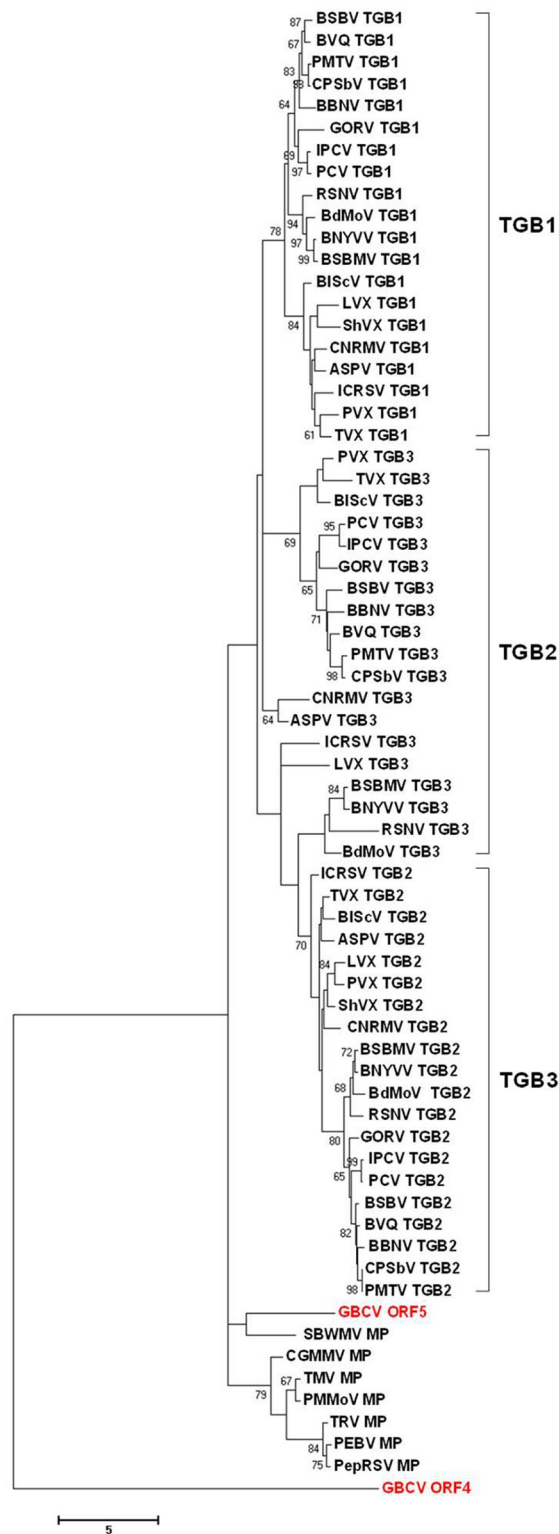 87
BSBV TGB1
67
BVQ TGB1
PMTV TGB1
83
CPSbV TGB1
64
BBNV TGB1
GORV TGB1
IPCV TGB1
97
PCV TGB1
RSNV TGB1
94
BdMoV TGB1
78
97
BNYVV TGB1
99
BSBMV TGB1
TGB1
BIScV TGB1
LVX TGB1
84
ShVX TGB1
CNRMV TGB1
ASPV TGB1
ICRSV TGB1
PVX TGB1
61
TVX TGB1
PVX TGB3
TVX TGB3
BIScV TGB3
95
PCV TGB3
69
IPCV TGB3
GORV TGB3
65
BSBV TGB3
BBNV TGB3
71
BVQ TGB3
TGB2
PMTV TGB3
98
CPSbV TGB3
CNRMV TGB3
64
ASPV TGB3
ICRSV TGB3
LVX TGB3
84
BSBMV TGB3
BNYVV TGB3
RSNV TGB3
BdMoV TGB3
ICRSV TGB2
TVX TGB2
BIScV TGB2
70
ASPV TGB2
84
LVX TGB2
PVX TGB2
ShVX TGB2
CNRMV TGB2
72
BSBMV TGB2
BNYVV TGB2
TGB3
68
BdMoV TGB2
RSNV TGB2
80
GORV TGB2
99
IPCV TGB2
65
PCV TGB2
BSBV TGB2
82
BVQ TGB2
BBNV TGB2
CPSbV TGB2
98
PMTV TGB2
GBCV ORF5
SBWMV MP
CGMMV MP
67
TMV MP
79
PMMoV MP
TRV MP
84
PEBV MP
75
PepRSV MP
GBCV ORF4
5